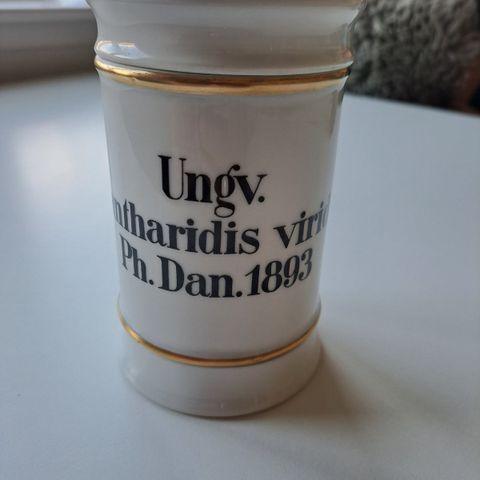 Ungv.
ntharidis viri
Ph. Dan. 1893